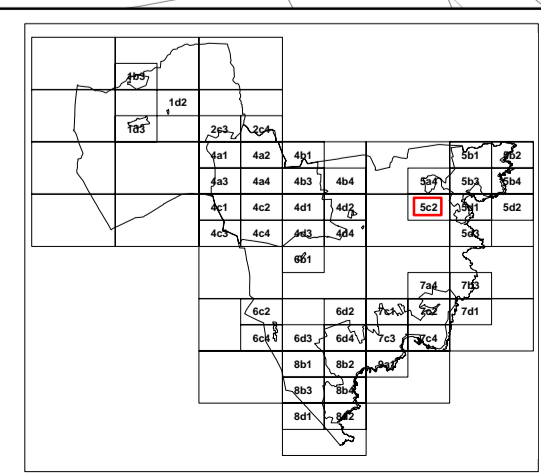 1b3
1d2
1d3
2c3 2c4
4a1 4a2 4b1 5b1 5b2
4a3 4a4 4b3 4b4 5a4 5b3 5b4
4c1 4c2 4d1 4d2 5c2 5d1 5d2
4c3 4c4 4d3 4d4 5d3
6b1
7a4 7b3
6c2 6d2 7c1 7c2 7d1
6c4 6d3 6d4 7c3 7c4
8b1 8b2 9a1
8b3 8b4
8d1 8d2